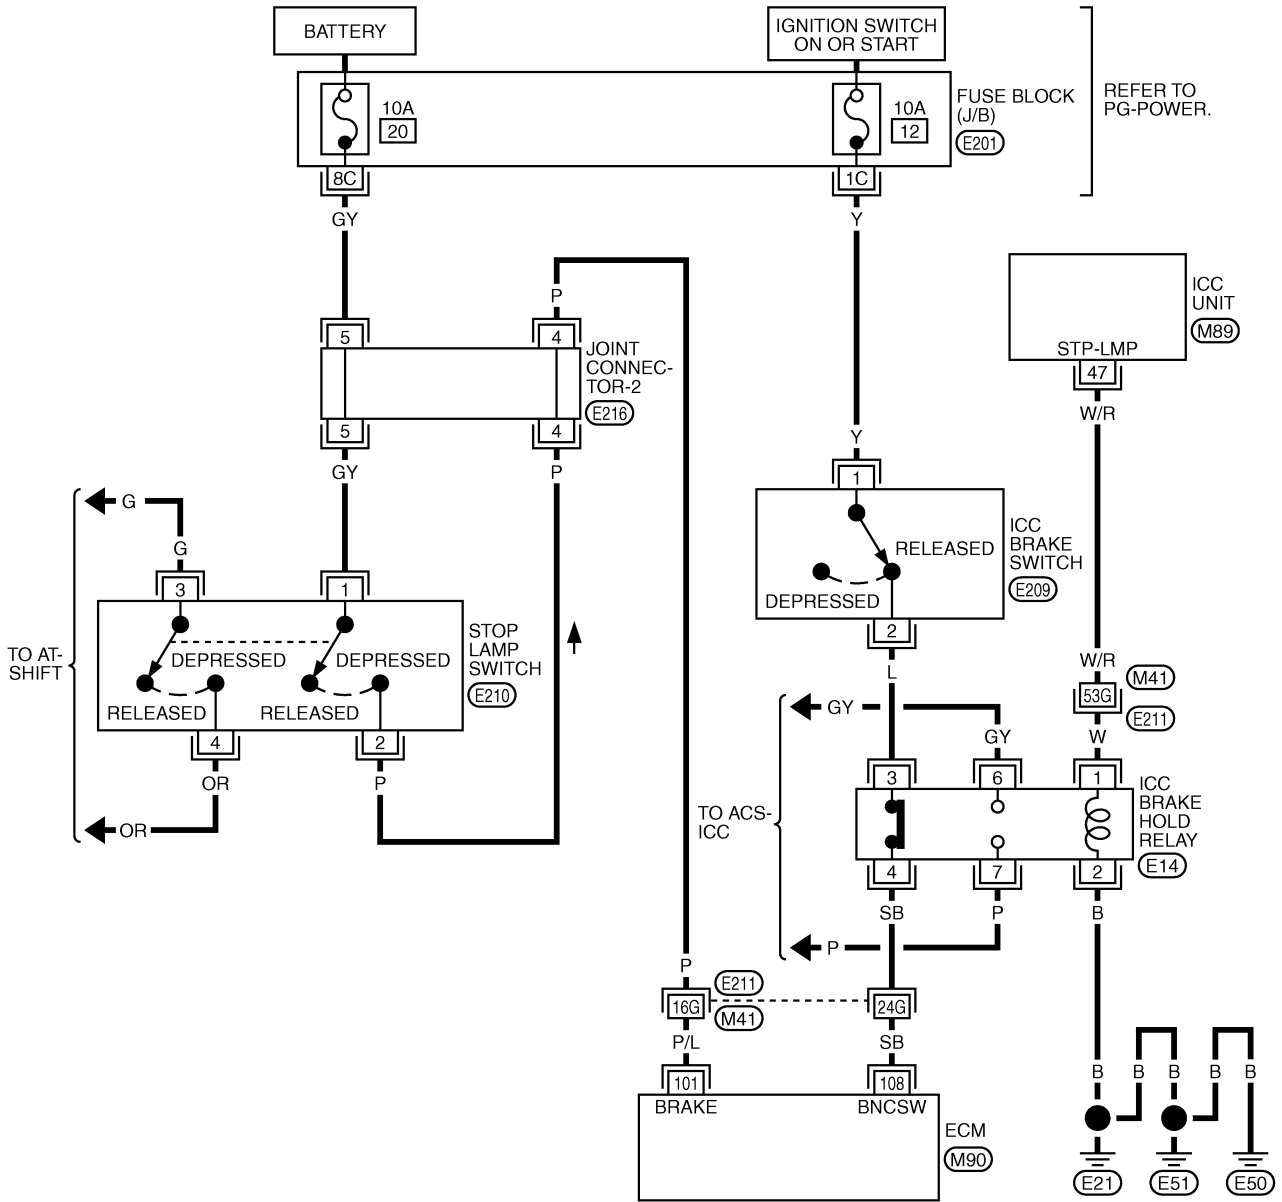 BATTERY
IGNITION SWITCH
ON OR START
10A
20
10A
12
FUSE BLOCK
(J/B)
E201
REFER TO
PG-POWER.
8C
1C
GY
Y
P
ICC
UNIT
M89
5
4
JOINT
CONNEC-
TOR-2
E216
STP-LMP
47
5
4
W/R
GY
P
Y
1
G
G
ICC
BRAKE
SWITCH
E209
RELEASED
DEPRESSED
3
1
2
TO AT-
SHIFT
DEPRESSED
DEPRESSED
RELEASED
RELEASED
STOP
LAMP
SWITCH
E210
L
W/R
M41
53G
E211
GY
GY
W
4
2
OR
P
OR
3
6
1
TO ACS-
ICC
ICC
BRAKE
HOLD
RELAY
E14
4
7
2
SB
P
B
P
P
E211
16G
M41
24G
P/L
SB
101
108
BRAKE
BNCSW
ECM
M90
B
B
B
B
B
E21
E51
E50